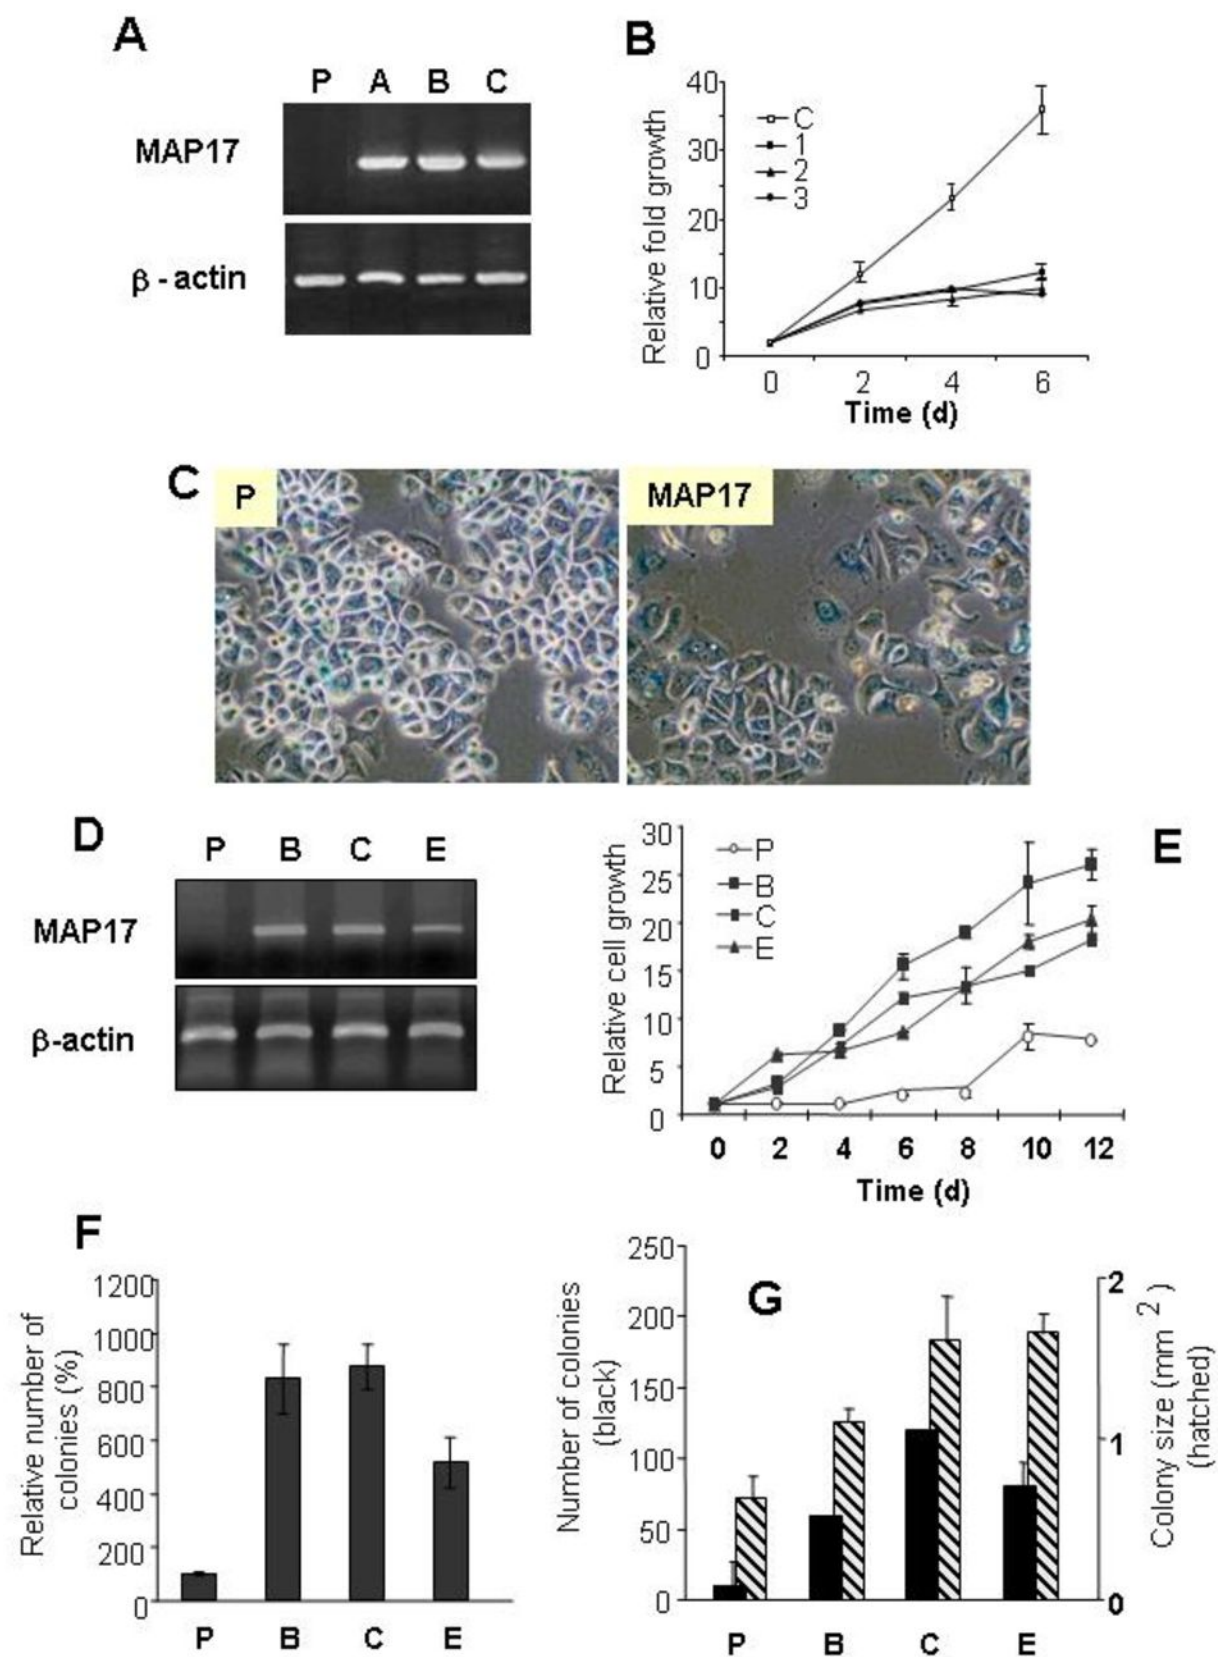 A
P A B C
MAP17
β - actin
B
Relative fold growth
40
30
20
10
0
C
1
2
3
0 2 4 6
Time (d)
C
P
MAP17
D
P B C E
MAP17
β-actin
E
Relative cell growth
30
25
20
15
10
5
0
P
B
C
E
0 2 4 6 8 10 12
Time (d)
F
Relative number of
colonies (%)
1200
1000
800
600
400
200
0
P B C E
G
Number of colonies
(black)
250
200
150
100
50
0
2
1
0
Colony size (mm 2 )
(hatched)
P B C E